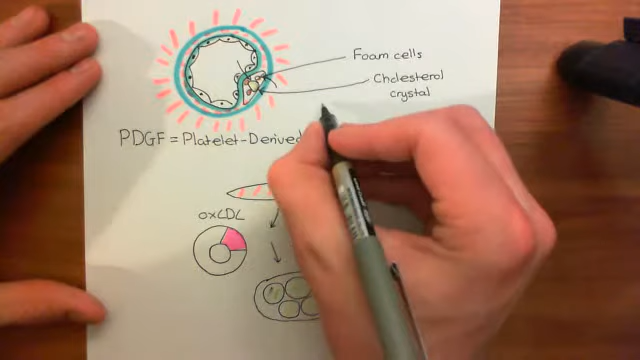 Foam cells
Cholesterol
crystal
PDGF = Platelet-Derived
oxLDL